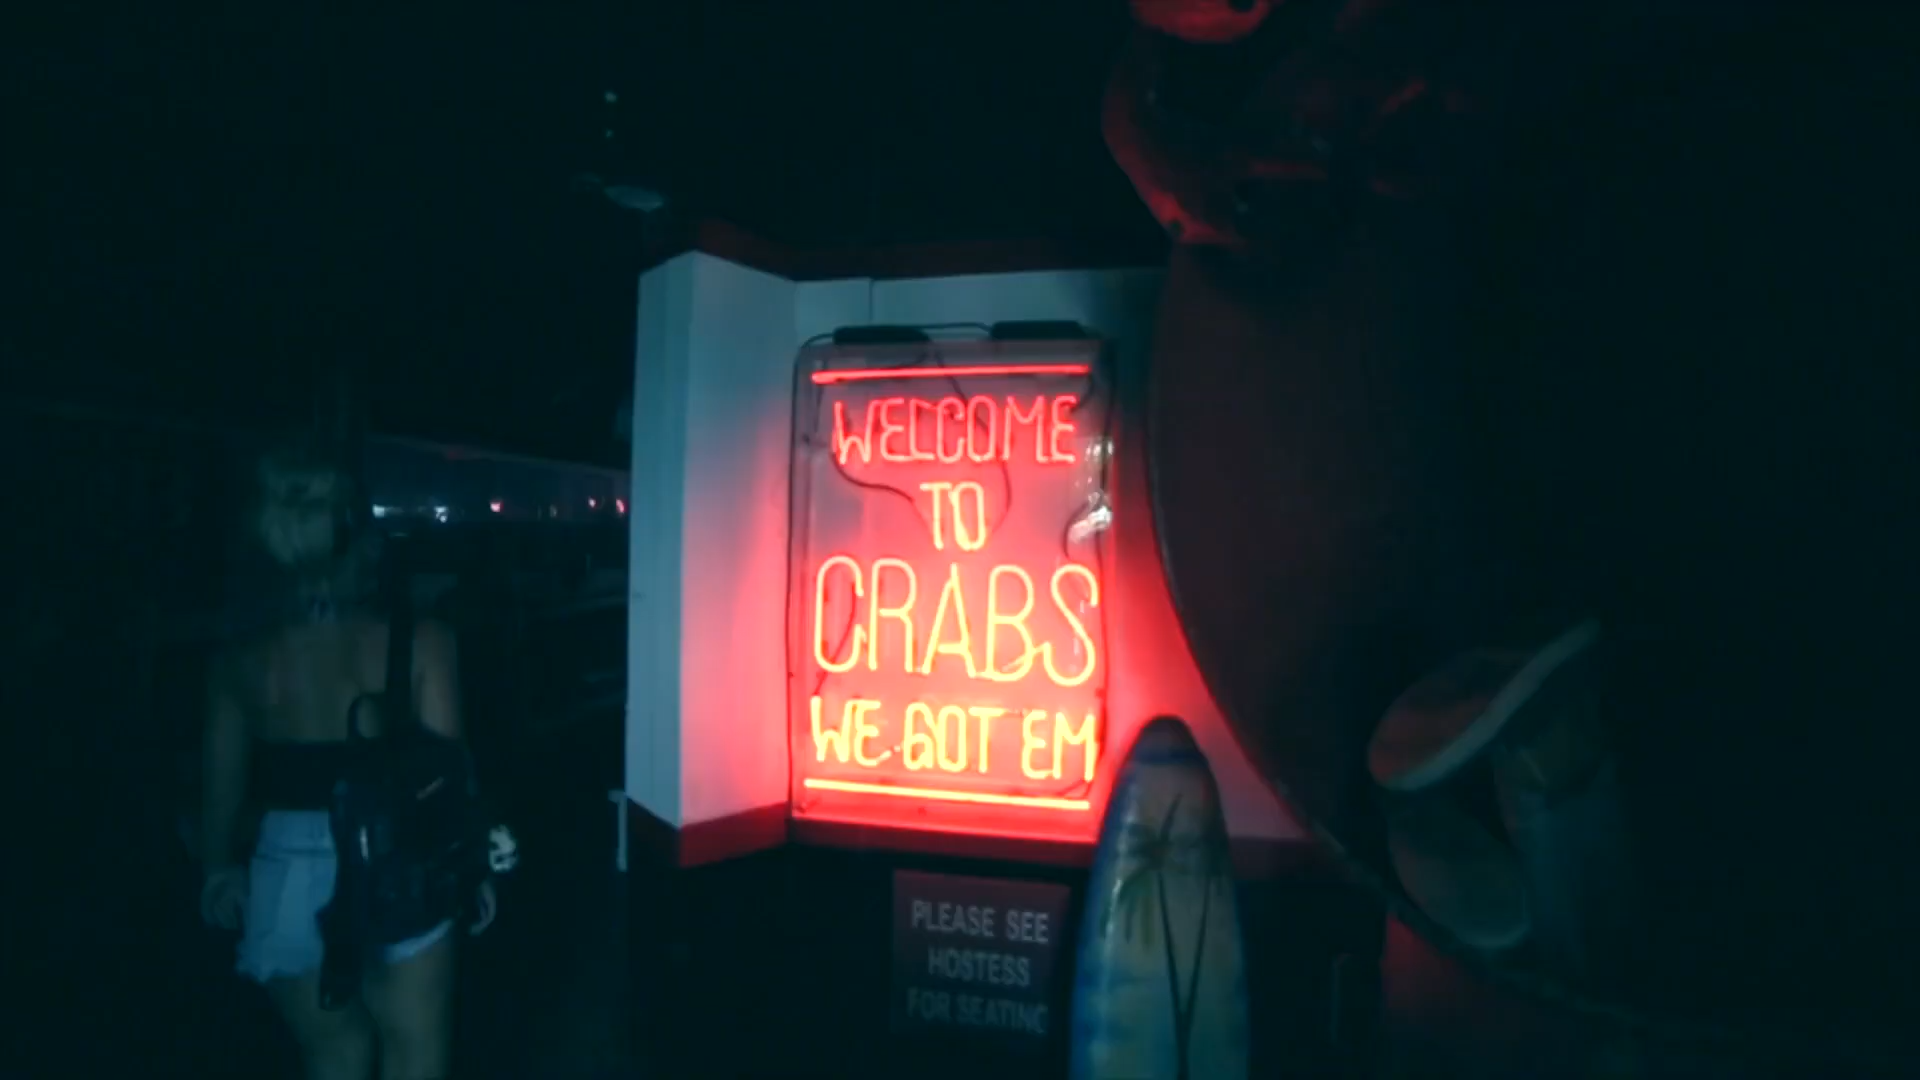 WELCOME
TO
CRABS
WE GOT EM
PLEASE SEE
HOSTESS
FOR SEATING